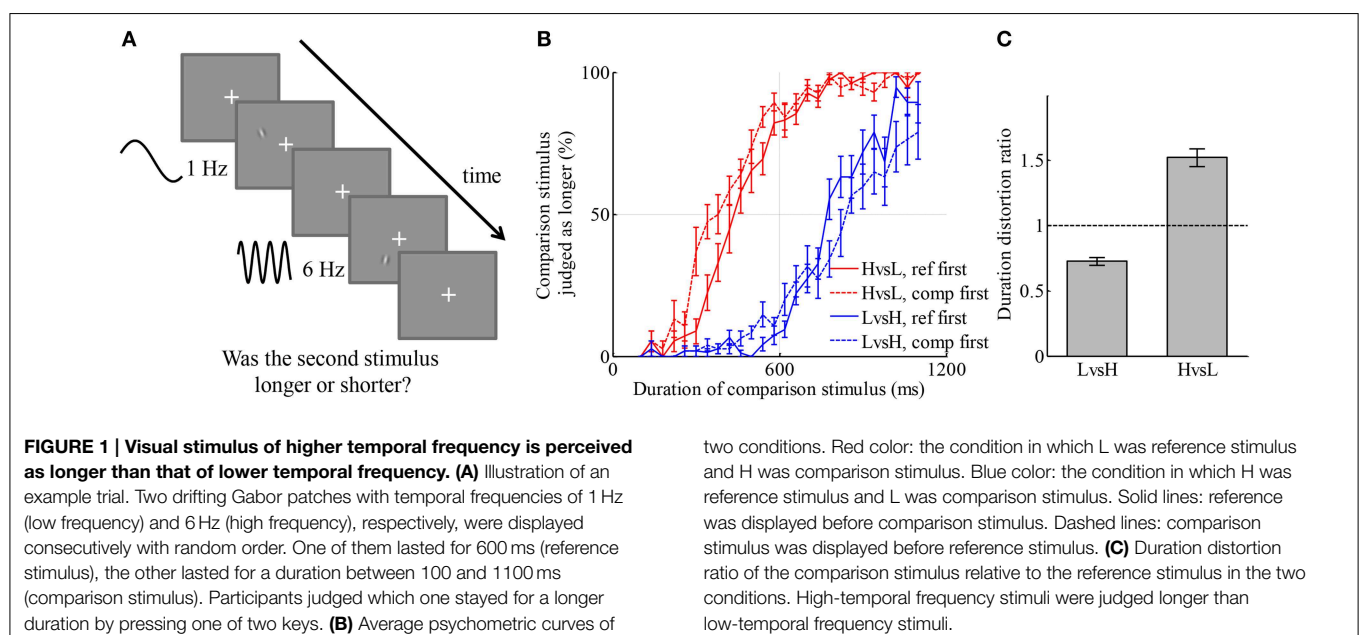 A
1 Hz
6 Hz
time
Was the second stimulus
longer or shorter?
B
Comparison stimulus
judged as longer (%)
100
50
0
0
600
1200
Duration of comparison stimulus (ms)
HvsL, ref first
HvsL, comp first
LvsH, ref first
LvsH, comp first
C
Duration distortion ratio
1.5
1
0.5
0
LvsH
HvsL
FIGURE 1 | Visual stimulus of higher temporal frequency is perceived
as longer than that of lower temporal frequency. (A) Illustration of an
example trial. Two drifting Gabor patches with temporal frequencies of 1 Hz
(low frequency) and 6 Hz (high frequency), respectively, were displayed
consecutively with random order. One of them lasted for 600 ms (reference
stimulus), the other lasted for a duration between 100 and 1100 ms
(comparison stimulus). Participants judged which one stayed for a longer
duration by pressing one of two keys. (B) Average psychometric curves of
two conditions. Red color: the condition in which L was reference stimulus
and H was comparison stimulus. Blue color: the condition in which H was
reference stimulus and L was comparison stimulus. Solid lines: reference
was displayed before comparison stimulus. Dashed lines: comparison
stimulus was displayed before reference stimulus. (C) Duration distortion
ratio of the comparison stimulus relative to the reference stimulus in the two
conditions. High-temporal frequency stimuli were judged longer than
low-temporal frequency stimuli.